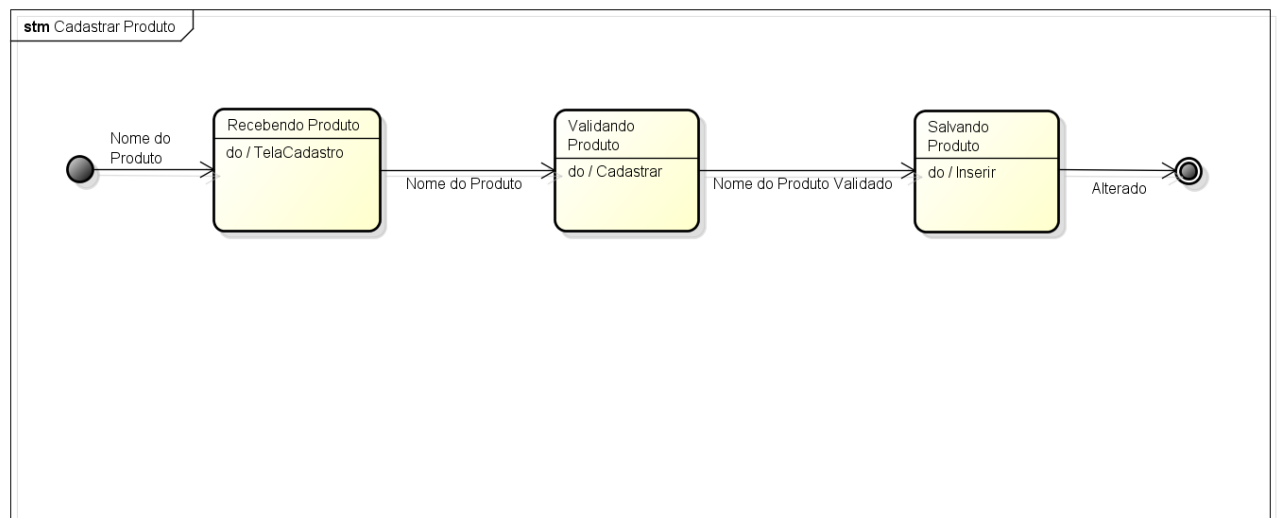 stm Cadastrar Produto
Nome do
Produto
Recebendo Produto
do / TelaCadastro
Nome do Produto
Validando
Produto
do / Cadastrar
Nome do Produto Validado
Salvando
Produto
do / Inserir
Alterado